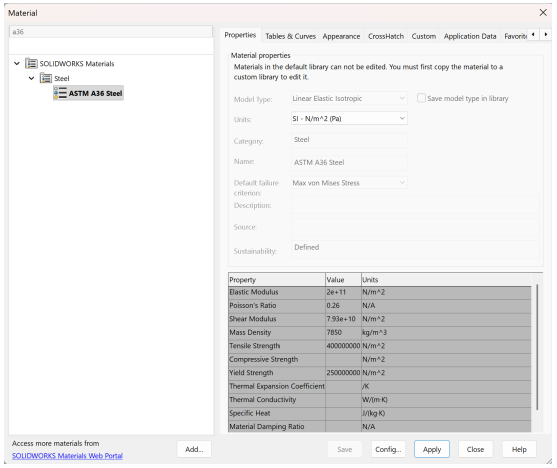 Material
a36
SOLIDWORKS Materials
Steel
ASTM A36 Steel
Properties Tables & Curves Appearance CrossHatch Custom Application Data Favorite
Material properties
Materials in the default library can not be edited. You must first copy the material to a
custom library to edit it.
Model Type: Linear Elastic Isotropic Save model type in library
Units: SI - N/m^2 (Pa)
Category: Steel
Name: ASTM A36 Steel
Default failure criterion: Max von Mises Stress
Description:
Source:
Sustainability: Defined
Property Value Units
Elastic Modulus 2e+11 N/m^2
Poisson's Ratio 0.26 N/A
Shear Modulus 7.93e+10 N/m^2
Mass Density 7850 kg/m^3
Tensile Strength 400000000 N/m^2
Compressive Strength N/m^2
Yield Strength 250000000 N/m^2
Thermal Expansion Coefficient /K
Thermal Conductivity W/(m·K)
Specific Heat J/(kg·K)
Material Damping Ratio N/A
Access more materials from
SOLIDWORKS Materials Web Portal
Add... Save Config... Apply Close Help